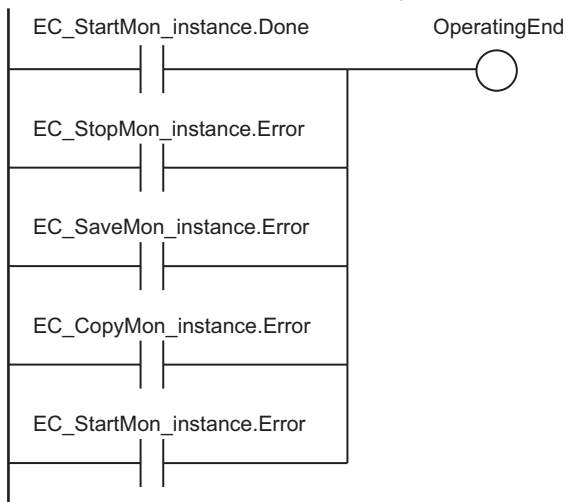 EC_StartMon_instance.Done OperatingEnd
EC_StopMon_instance.Error
EC_SaveMon_instance.Error
EC_CopyMon_instance.Error
EC_StartMon_instance.Error